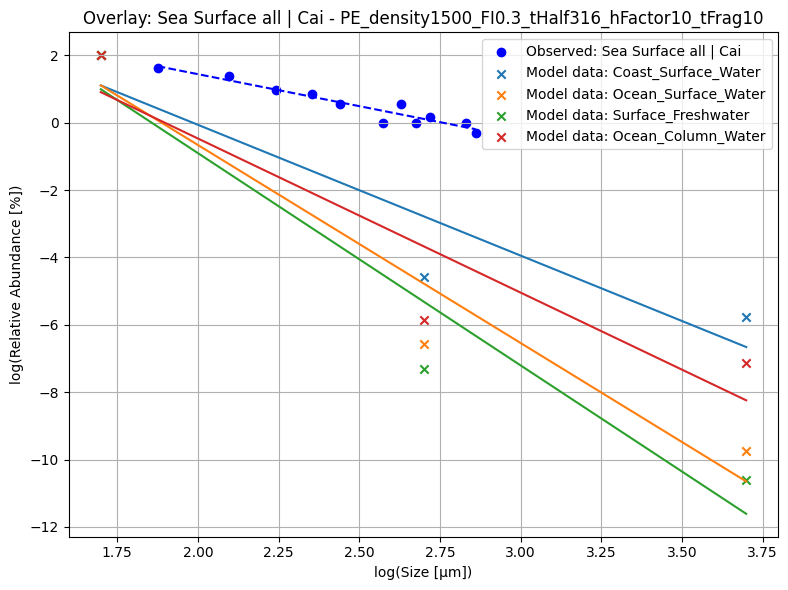 Overlay: Sea Surface all | Cai - PE_density1500_FI0.3_tHalf316_hFactor10_tFrag10
Observed: Sea Surface all | Cai
Model data: Coast_Surface_Water
Model data: Ocean_Surface_Water
Model data: Surface_Freshwater
Model data: Ocean_Column_Water
log(Relative Abundance [%])
2
0
−2
−4
−6
−8
−10
−12
1.75 2.00 2.25 2.50 2.75 3.00 3.25 3.50 3.75
log(Size [μm])